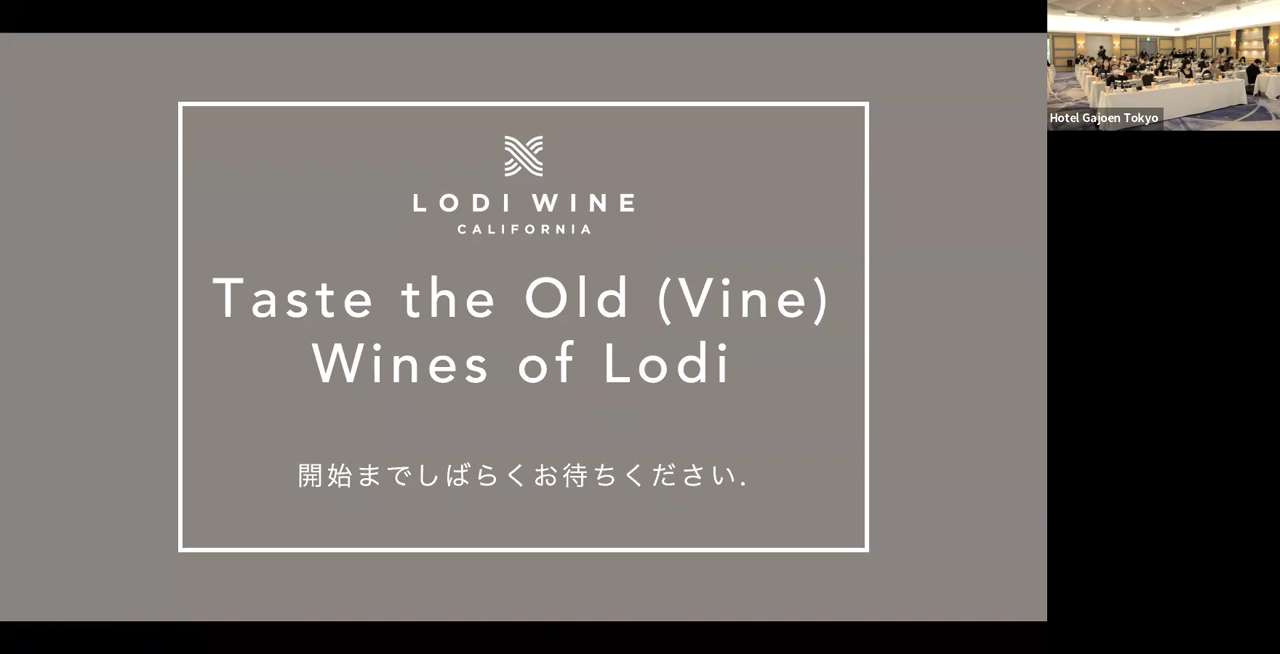 LODI WINE
CALIFORNIA
Taste the Old (Vine)
Wines of Lodi
開始までしばらくお待ちください.
Hotel Gajoen Tokyo